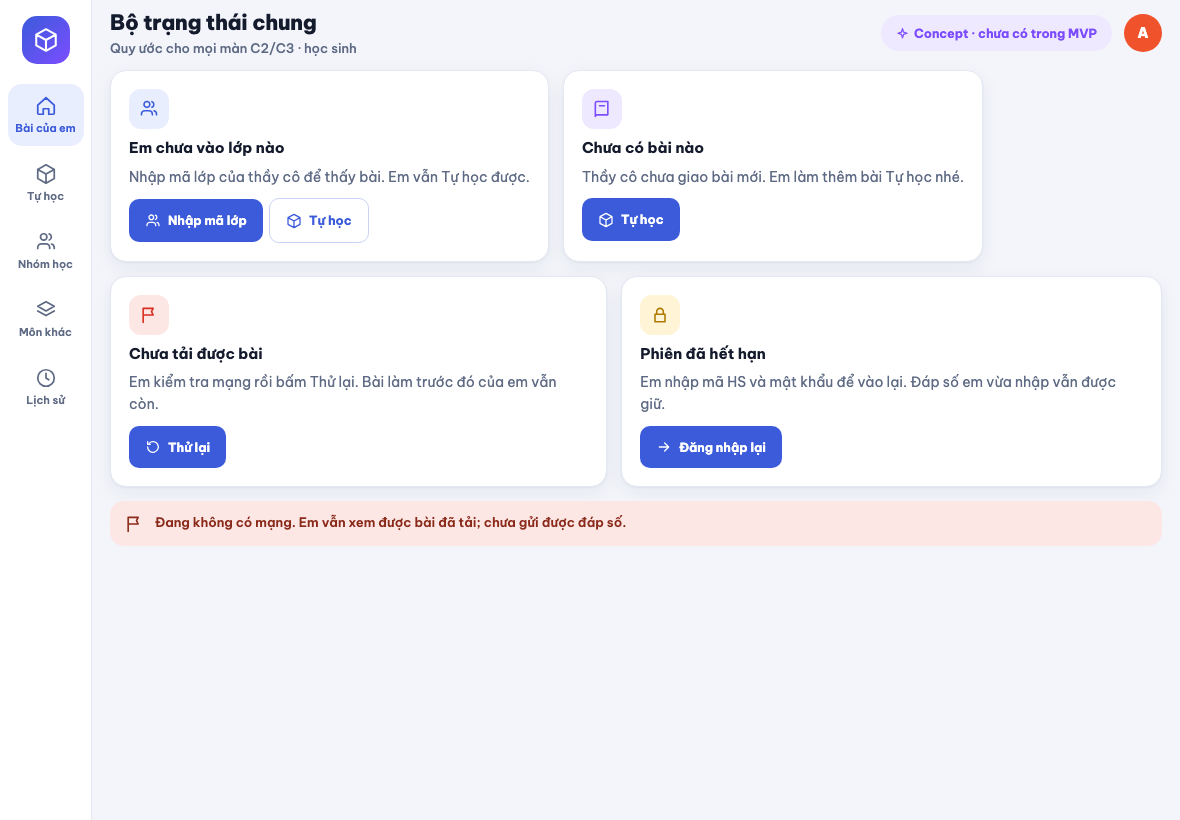 Bộ trạng thái chung
Quy ước cho mọi màn C2/C3 · học sinh
Concept · chưa có trong MVP
A
Bài của em
Tự học
Nhóm học
Môn khác
Lịch sử
Em chưa vào lớp nào
Nhập mã lớp của thầy cô để thấy bài. Em vẫn Tự học được.
Nhập mã lớp
Tự học
Chưa có bài nào
Thầy cô chưa giao bài mới. Em làm thêm bài Tự học nhé.
Tự học
Chưa tải được bài
Em kiểm tra mạng rồi bấm Thử lại. Bài làm trước đó của em vẫn
còn.
Thử lại
Phiên đã hết hạn
Em nhập mã HS và mật khẩu để vào lại. Đáp số em vừa nhập vẫn được
giữ.
Đăng nhập lại
Đang không có mạng. Em vẫn xem được bài đã tải; chưa gửi được đáp số.